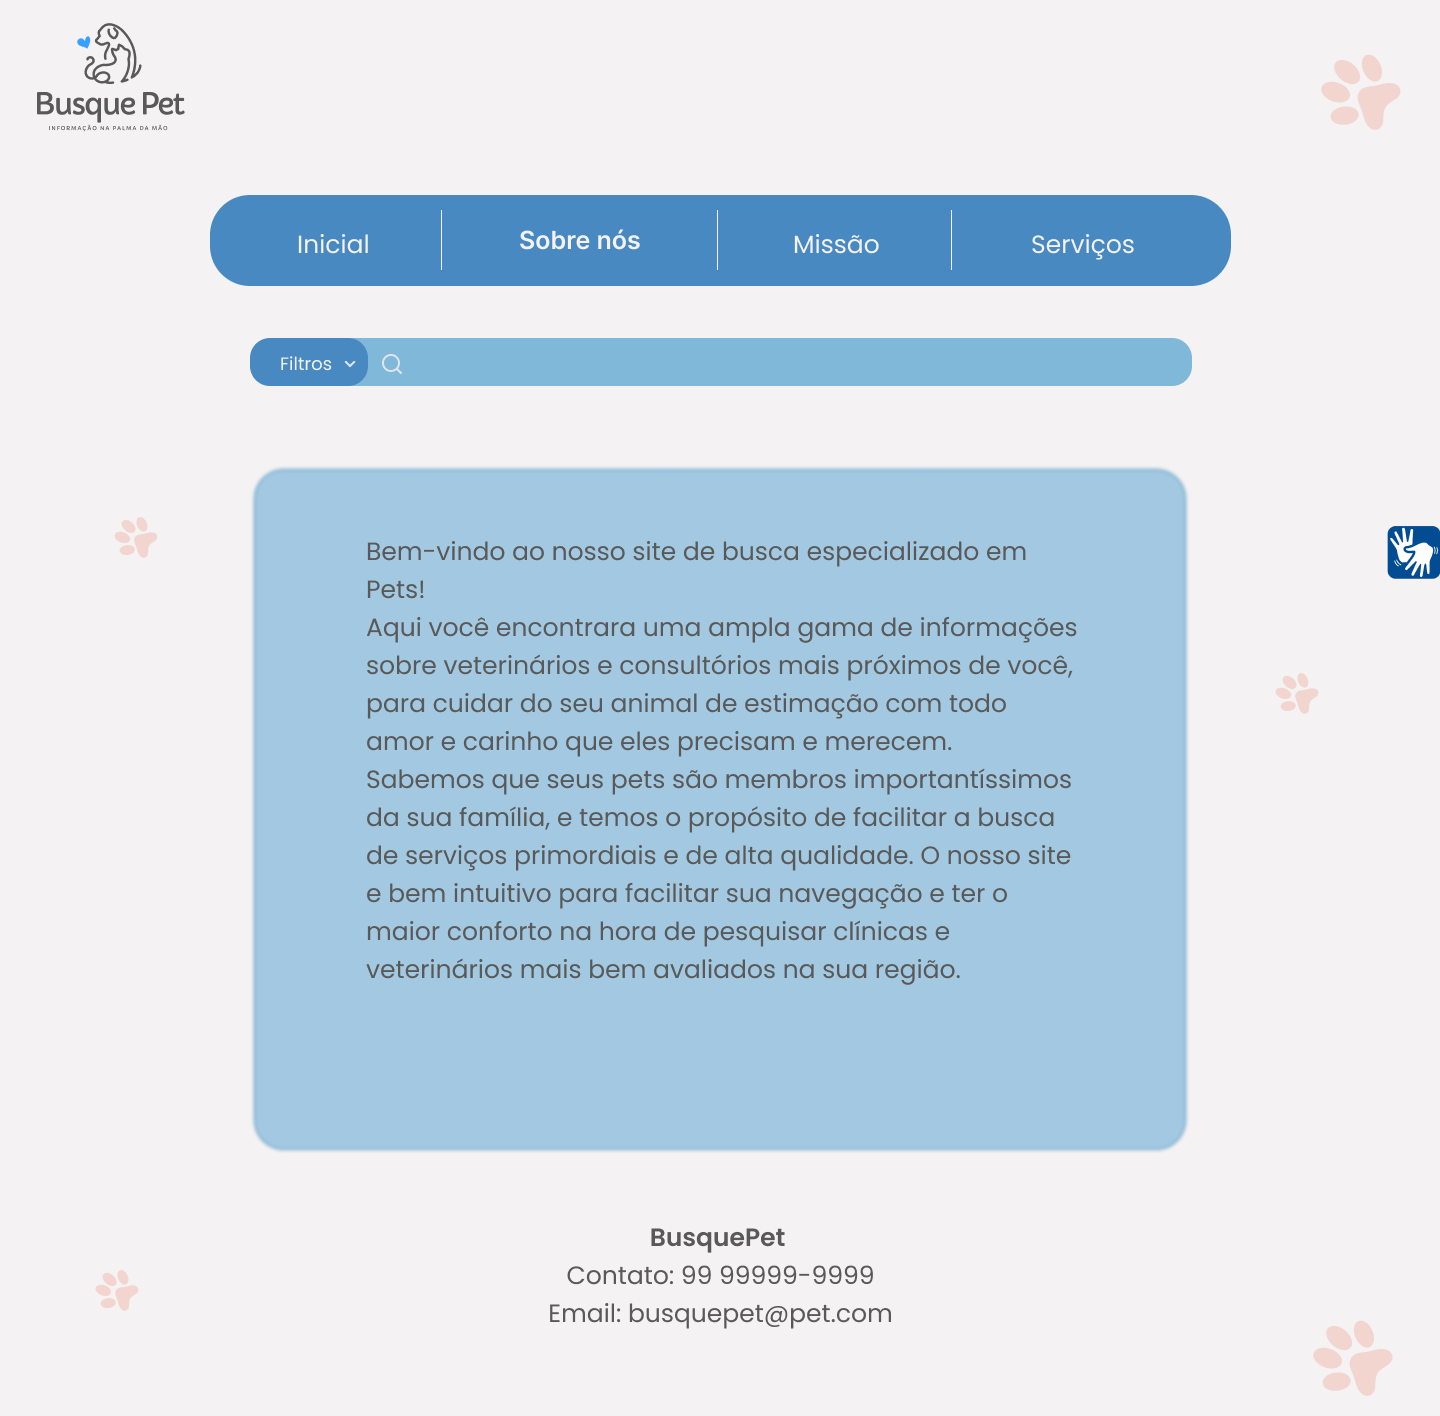 Busque Pet
INFORMAÇÃO NA PALMA DA MÃO
Inicial
Sobre nós
Missão
Serviços
Filtros
Bem-vindo ao nosso site de busca especializado em
Pets!
Aqui você encontrara uma ampla gama de informações
sobre veterinários e consultórios mais próximos de você,
para cuidar do seu animal de estimação com todo
amor e carinho que eles precisam e merecem.
Sabemos que seus pets são membros importantíssimos
da sua família, e temos o propósito de facilitar a busca
de serviços primordiais e de alta qualidade. O nosso site
e bem intuitivo para facilitar sua navegação e ter o
maior conforto na hora de pesquisar clínicas e
veterinários mais bem avaliados na sua região.
BusquePet
Contato: 99 99999-9999
Email: busquepet@pet.com